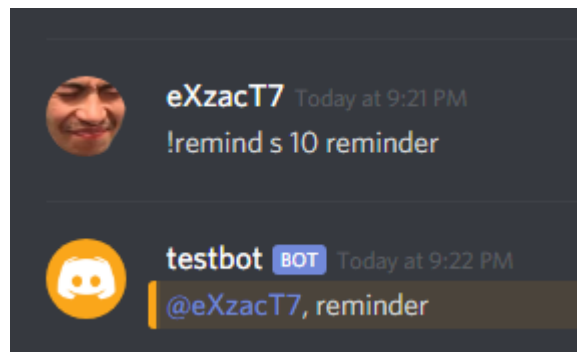 eXzacT7 Today at 9:21 PM
!remind s 10 reminder
testbot BOT Today at 9:22 PM
@eXzacT7, reminder